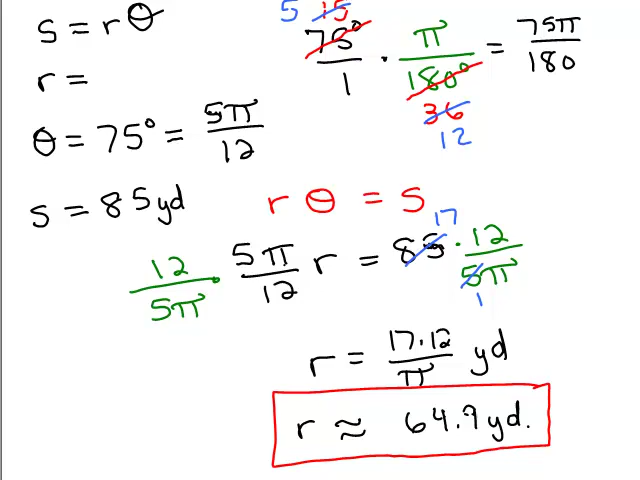 s = rθ
5 15
75°/1 · π/180° = 75π/180
36
12
r =
θ = 75° = 5π/12
s = 85 yd
r θ = s
17
12/5π · 5π/12 r = 85 · 12/5π
1
r = 17·12/π yd
r ≈ 64.9 yd.